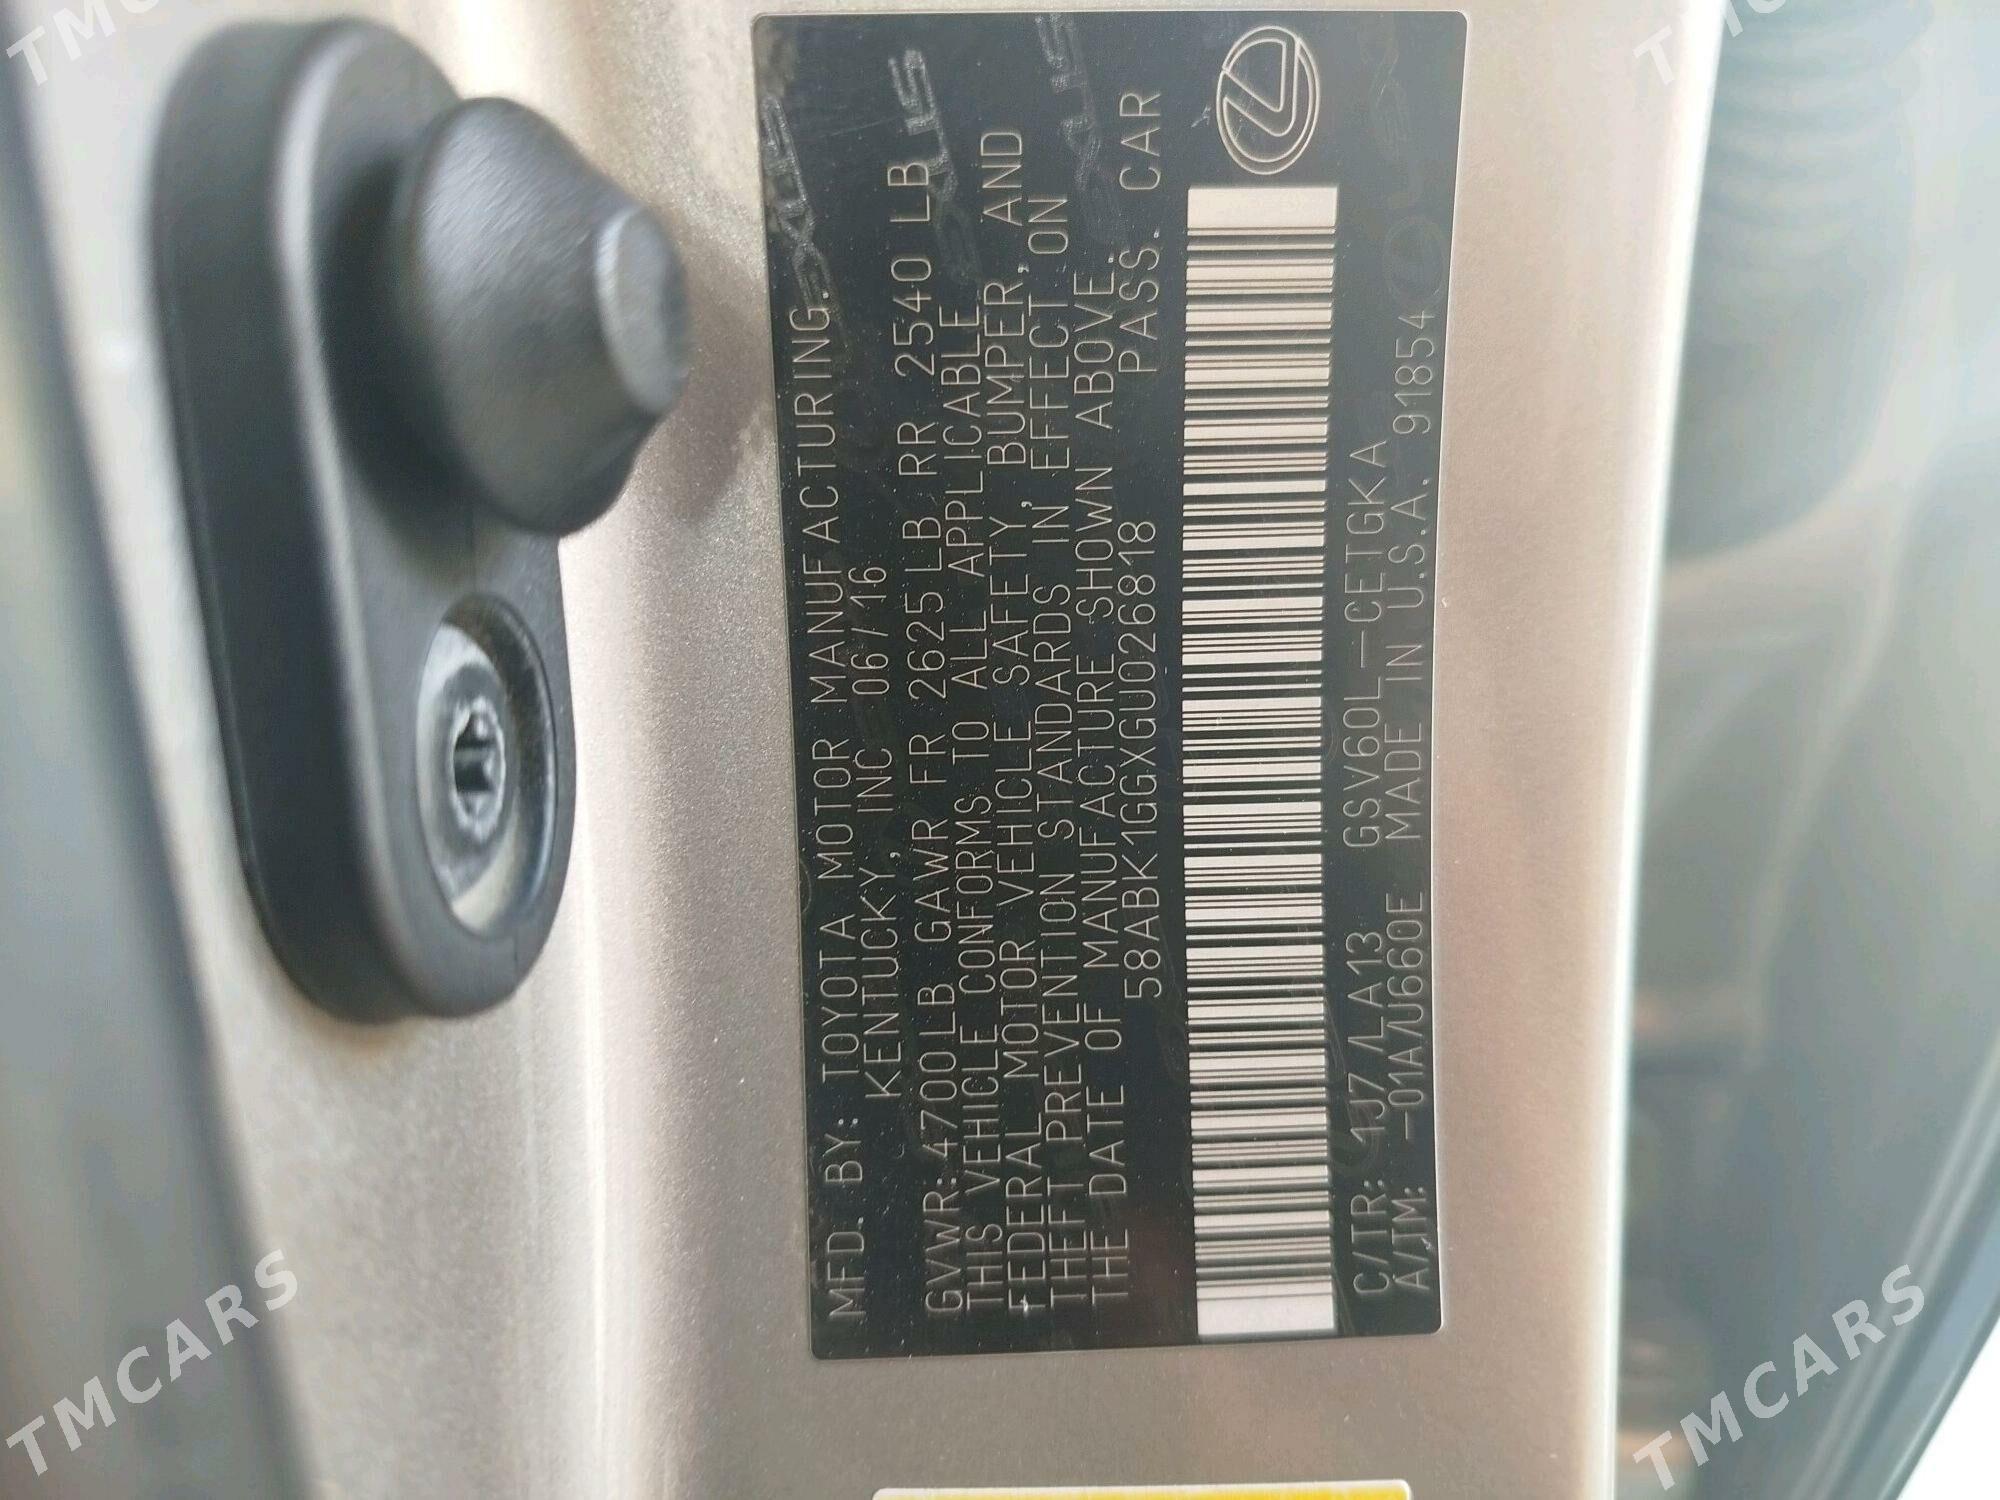 MFD. BY: TOYOTA MOTOR MANUFACTURING.
KENTUCKY, INC 06/16
GVWR: 4700LB GAWR FR 2625LB RR 2540 LB
THIS VEHICLE CONFORMS TO ALL APPLICABLE
FEDERAL MOTOR VEHICLE SAFETY, BUMPER, AND
THEFT PREVENTION STANDARDS IN EFFECT ON
THE DATE OF MANUFACTURE SHOWN ABOVE.
58ABK1GGXGU026818 PASS. CAR
C/TR: 4J7/LA13 GSV60L-CETGKA
A/TM: -01A/U660E MADE IN U.S.A. 91854
TMCARS
TMCARS
TMCARS
TMCARS